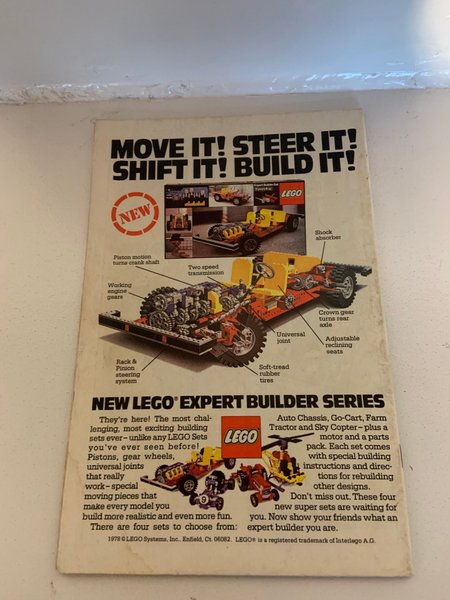 MOVE IT! STEER IT!
SHIFT IT! BUILD IT!
NEW
Expert Builder Set
LEGO
Shock
absorber
Piston motion
turns crank shaft
Two speed
transmission
Working
engine
gears
Crown gear
turns rear
axle
Universal
joint
Adjustable
reclining
seats
Rack &
Pinion
steering
system
Soft-tread
rubber
tires
NEW LEGO® EXPERT BUILDER SERIES
They're here! The most chal-
lenging, most exciting building
sets ever – unlike any LEGO Sets
you've ever seen before!
Pistons, gear wheels,
universal joints
that really
work – special
moving pieces that
make every model you
build more realistic and even more fun.
There are four sets to choose from:
LEGO
Auto Chassis, Go-Cart, Farm
Tractor and Sky Copter – plus a
motor and a parts
pack. Each set comes
with special building
instructions and direc-
tions for rebuilding
other designs.
Don't miss out. These four
new super sets are waiting for
you. Now show your friends what an
expert builder you are.
1978 © LEGO Systems, Inc., Enfield, Ct. 06082. LEGO® is a registered trademark of Interlego A.G.